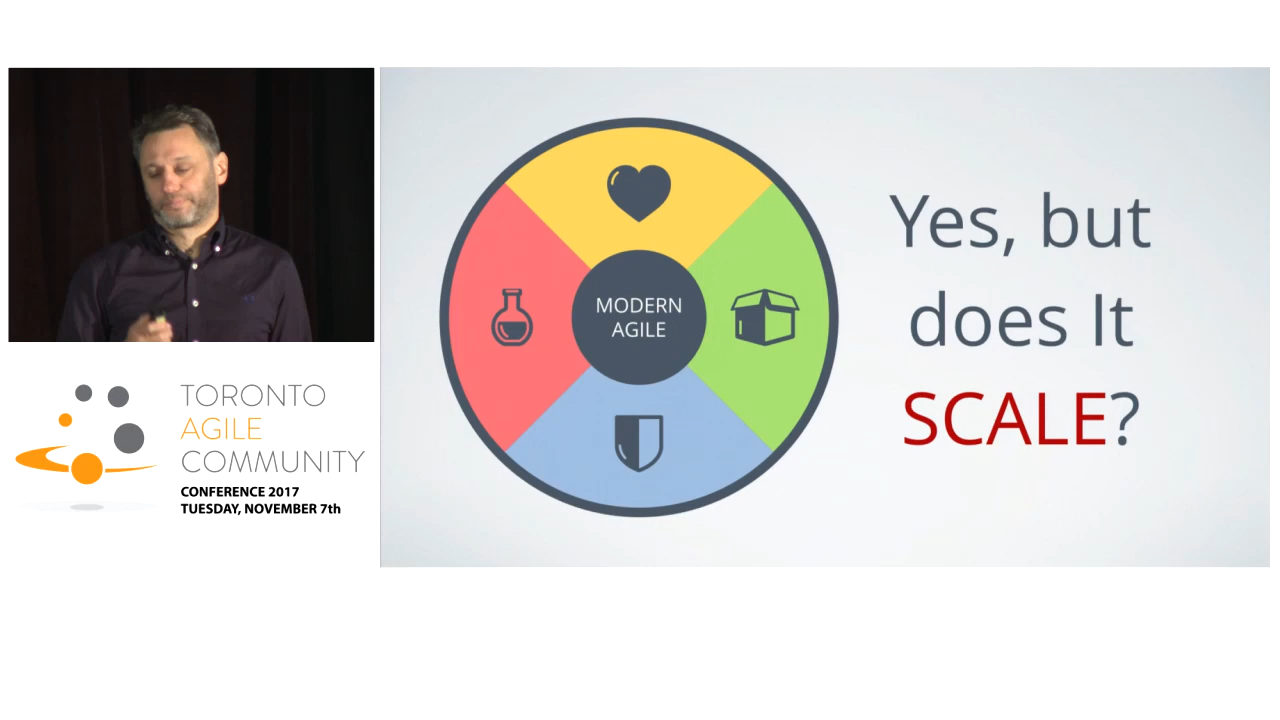 TORONTO
AGILE
COMMUNITY
CONFERENCE 2017
TUESDAY, NOVEMBER 7th
MODERN
AGILE
Yes, but
does It
SCALE?